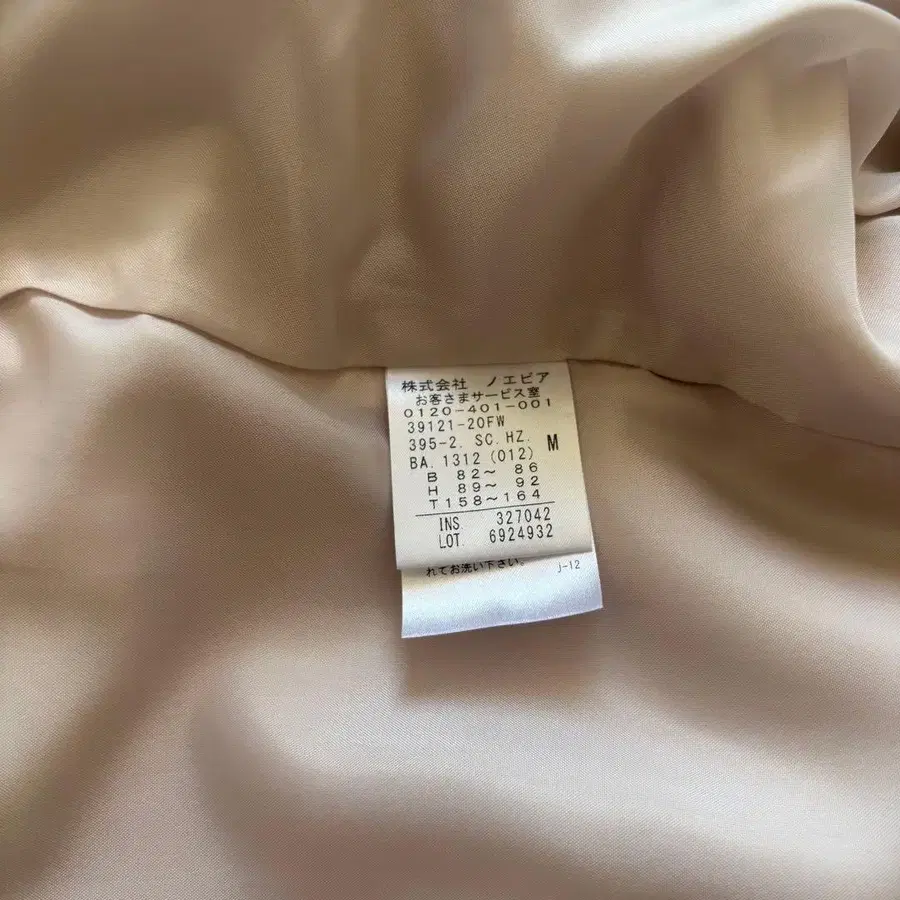 株式会社 ノエビア
お客さまサービス室
0120-401-001
39121-20FW
395-2. SC. HZ. M
BA. 1312 (012)
B 82～ 86
H 89～ 92
T158～164
INS 327042
LOT. 6924932
れてお洗い下さい。 j-12